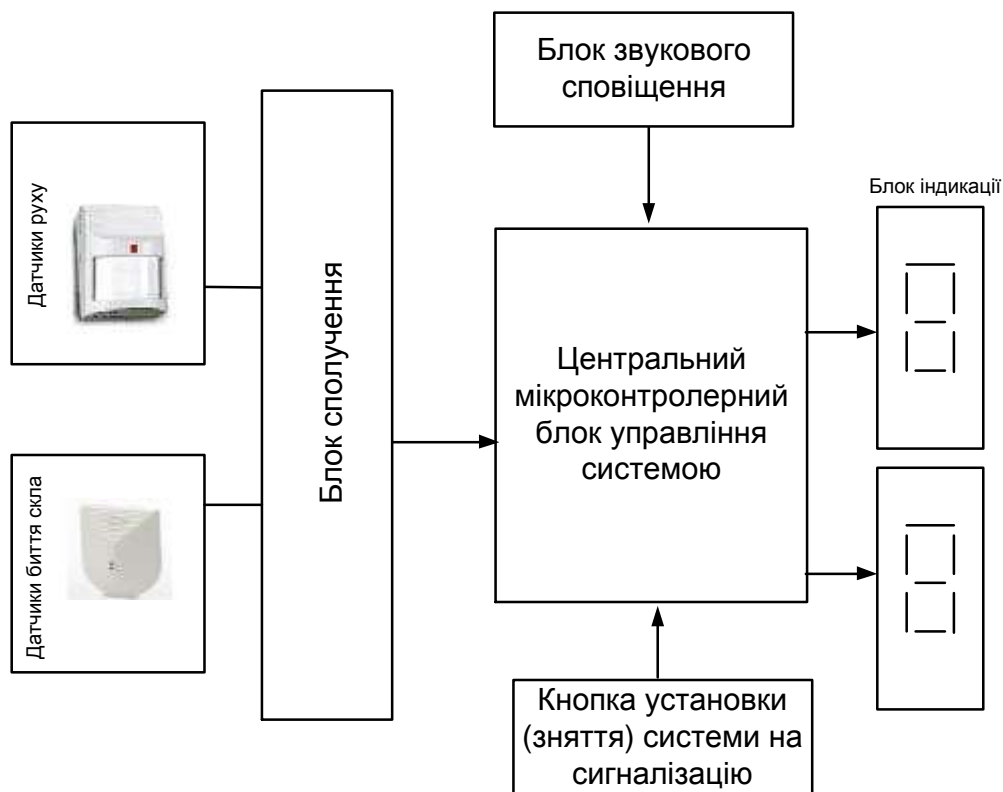 Блок звукового
сповіщення
Датчики руху
Блок індикації
Блок сполучення
Центральний
мікроконтролерний
блок управління
системою
Датчики биття скла
Кнопка установки
(зняття) системи на
сигналізацію